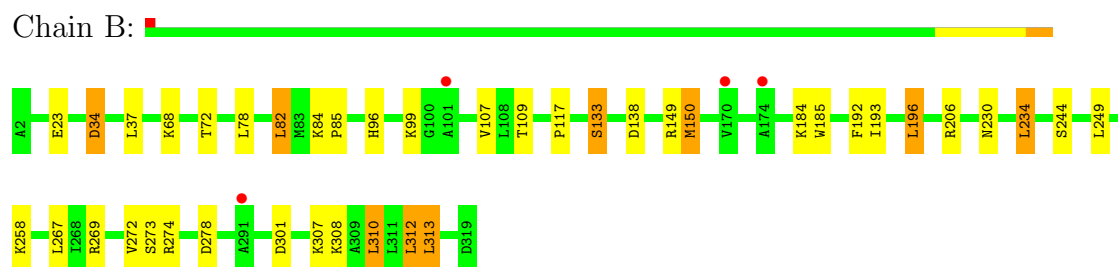 Chain B:
A2 E23 D34 L37 K68 T72 L78 L82 M83 K84 P85 H96 K99 G100 A101 V107 L108 T109 P117 S133 D138 R149 M150 V170 A174 K184 W185 F192 I193 L196 R206 N230 L234 S244 L249
K258 L267 I268 R269 V272 S273 R274 D278 A291 D301 K307 K308 A309 L310 L311 L312 L313 D319